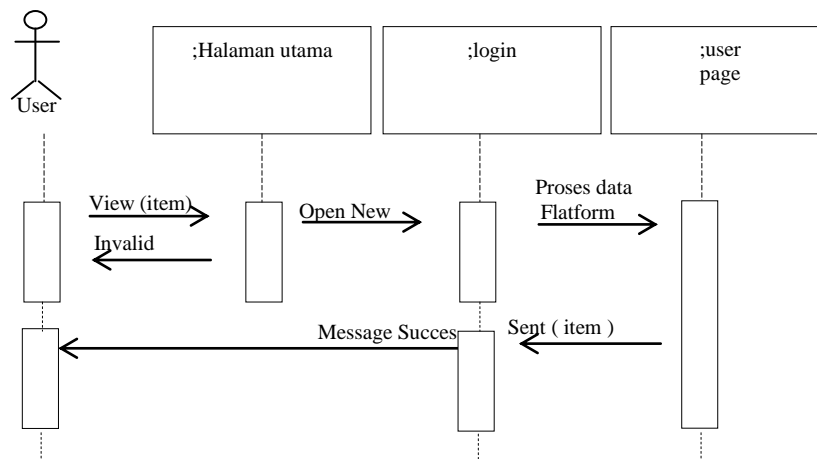 ;Halaman utama
;login
;user
page
User
View (item)
Open New
Proses data
Flatform
Invalid
Message Succes
Sent ( item )